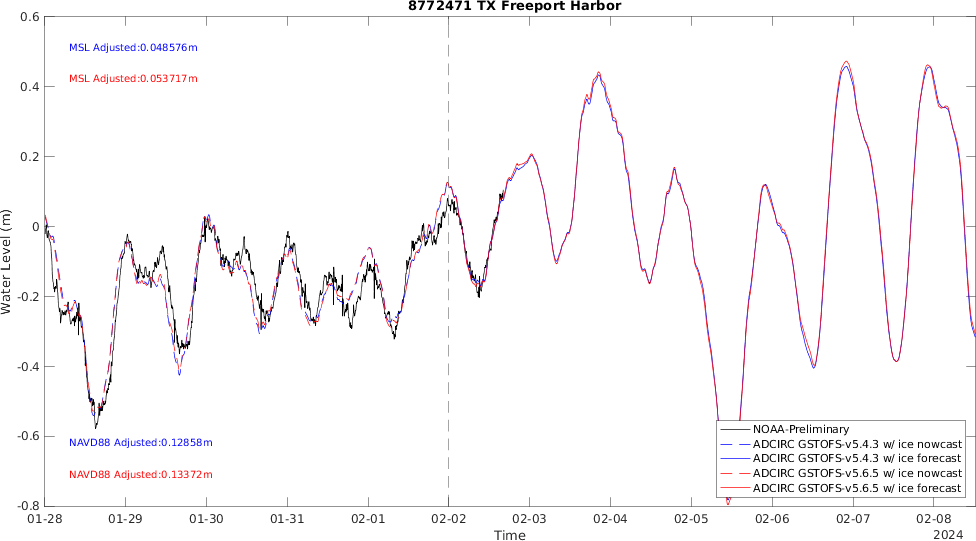 8772471 TX Freeport Harbor
0.6
0.4
0.2
0
-0.2
-0.4
-0.6
-0.8
Water Level (m)
MSL Adjusted:0.048576m
MSL Adjusted:0.053717m
NAVD88 Adjusted:0.12858m
NAVD88 Adjusted:0.13372m
NOAA-Preliminary
ADCIRC GSTOFS-v5.4.3 w/ ice nowcast
ADCIRC GSTOFS-v5.4.3 w/ ice forecast
ADCIRC GSTOFS-v5.6.5 w/ ice nowcast
ADCIRC GSTOFS-v5.6.5 w/ ice forecast
01-28 01-29 01-30 01-31 02-01 02-02 02-03 02-04 02-05 02-06 02-07 02-08
Time
2024